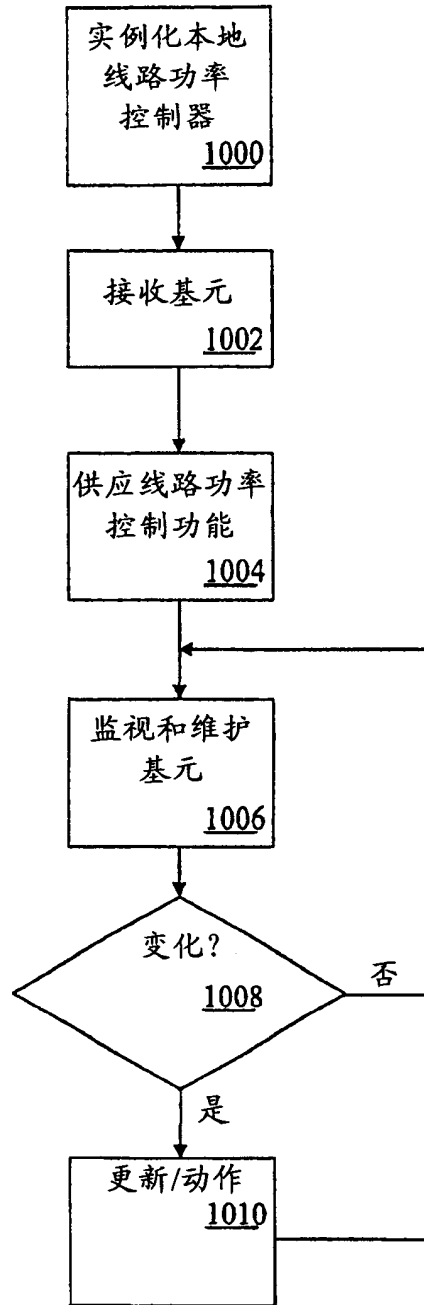 实例化本地
线路功率
控制器
1000
接收基元
1002
供应线路功率
控制功能
1004
监视和维护
基元
1006
变化?
1008
否
是
更新/动作
1010